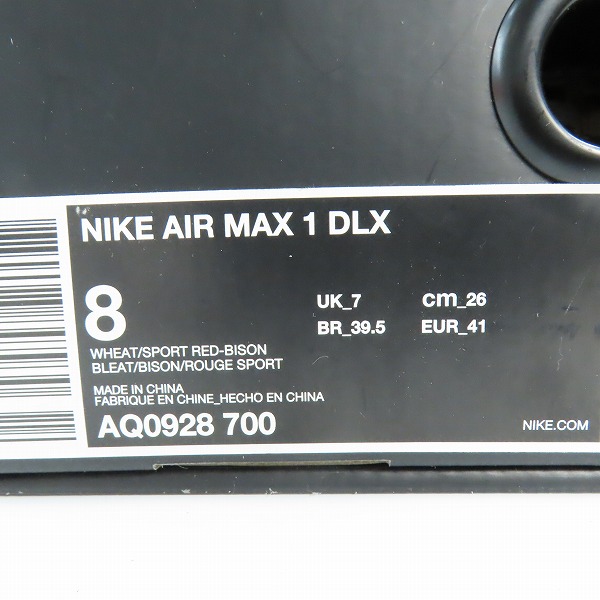 NIKE AIR MAX 1 DLX
8
UK_7 cm_26
BR_39.5 EUR_41
WHEAT/SPORT RED-BISON
BLEAT/BISON/ROUGE SPORT
MADE IN CHINA
FABRIQUE EN CHINE_HECHO EN CHINA
AQ0928 700
NIKE.COM